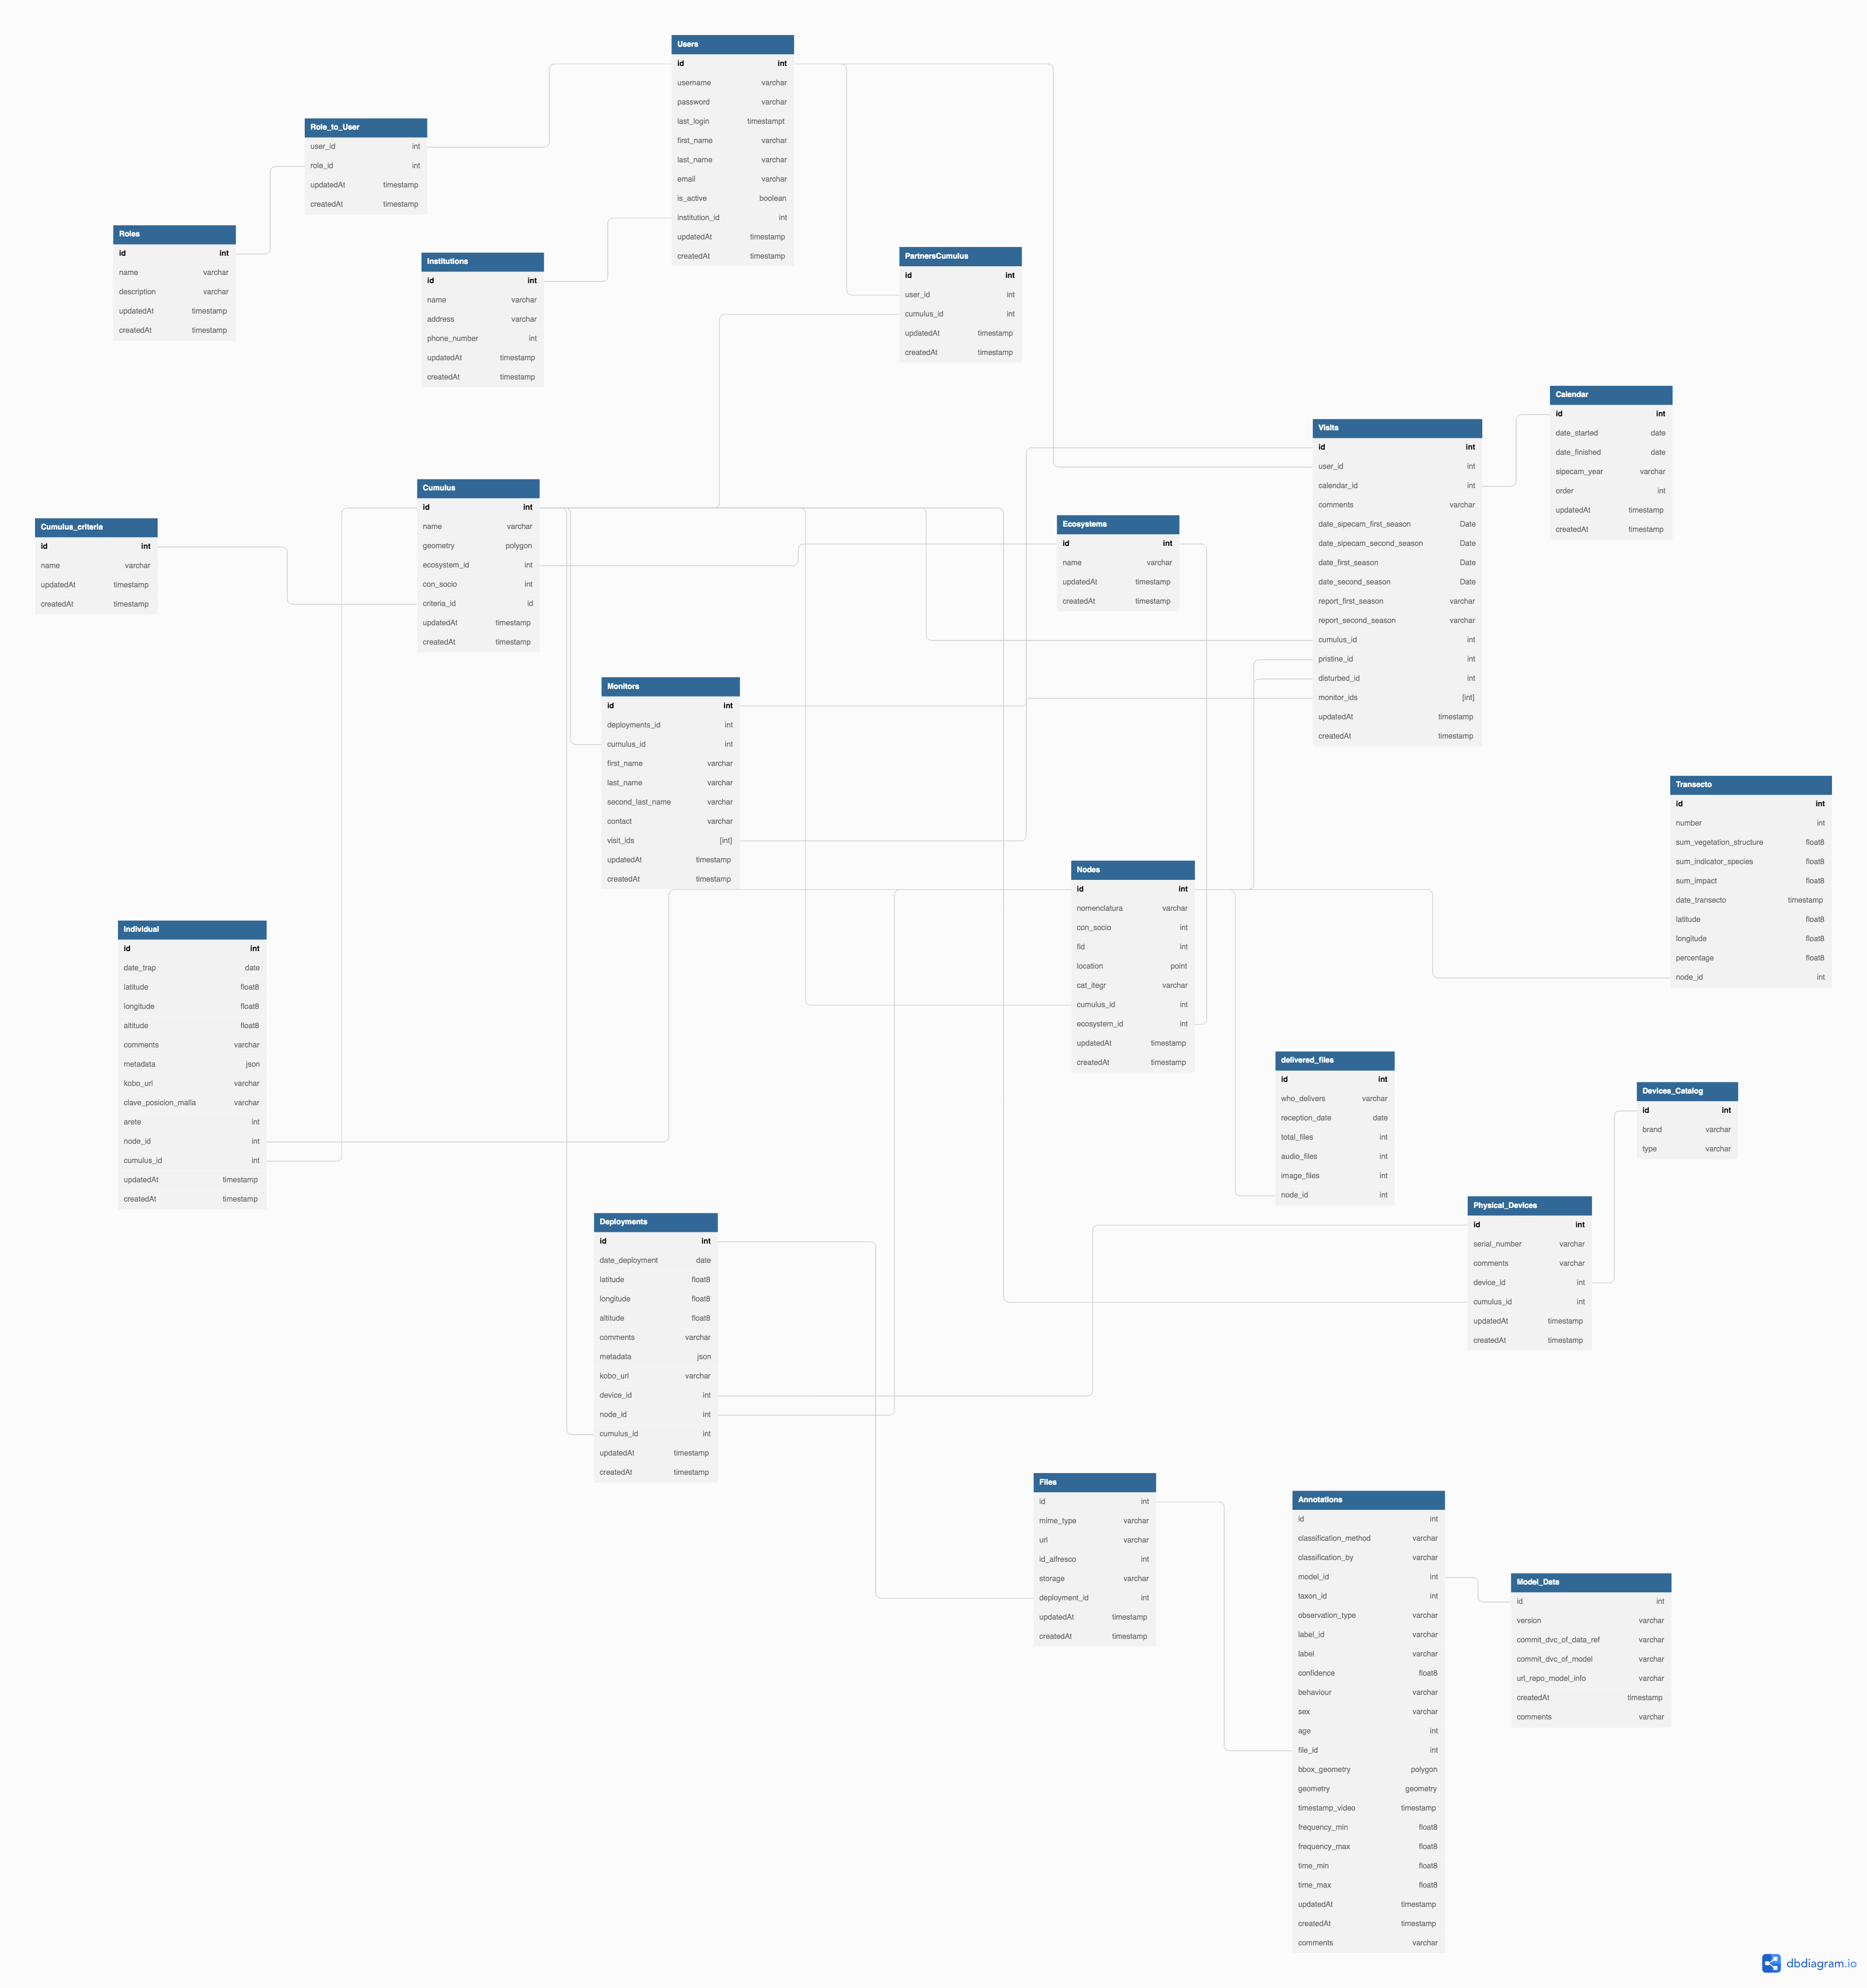 Users
id int
username varchar
password varchar
last_login timestampt
first_name varchar
last_name varchar
email varchar
is_active boolean
institution_id int
updatedAt timestamp
createdAt timestamp
Role_to_User
user_id int
role_id int
updatedAt timestamp
createdAt timestamp
Roles
id int
name varchar
description varchar
updatedAt timestamp
createdAt timestamp
Institutions
id int
name varchar
address varchar
phone_number int
updatedAt timestamp
createdAt timestamp
PartnersCumulus
id int
user_id int
cumulus_id int
updatedAt timestamp
createdAt timestamp
Calendar
id int
date_started date
date_finished date
sipecam_year varchar
order int
updatedAt timestamp
createdAt timestamp
Visits
id int
user_id int
calendar_id int
comments varchar
date_sipecam_first_season Date
date_sipecam_second_season Date
date_first_season Date
date_second_season Date
report_first_season varchar
report_second_season varchar
cumulus_id int
pristine_id int
disturbed_id int
monitor_ids [int]
updatedAt timestamp
createdAt timestamp
Cumulus
id int
name varchar
geometry polygon
ecosystem_id int
con_socio int
criteria_id id
updatedAt timestamp
createdAt timestamp
Cumulus_criteria
id int
name varchar
updatedAt timestamp
createdAt timestamp
Ecosystems
id int
name varchar
updatedAt timestamp
createdAt timestamp
Monitors
id int
deployments_id int
cumulus_id int
first_name varchar
last_name varchar
second_last_name varchar
contact varchar
visit_ids [int]
updatedAt timestamp
createdAt timestamp
Transecto
id int
number int
sum_vegetation_structure float8
sum_indicator_species float8
sum_impact float8
date_transecto timestamp
latitude float8
longitude float8
percentage float8
node_id int
Nodes
id int
nomenclatura varchar
con_socio int
fid int
location point
cat_itegr varchar
cumulus_id int
ecosystem_id int
updatedAt timestamp
createdAt timestamp
Individual
id int
date_trap date
latitude float8
longitude float8
altitude float8
comments varchar
metadata json
kobo_url varchar
clave_posicion_malla varchar
arete int
node_id int
cumulus_id int
updatedAt timestamp
createdAt timestamp
delivered_files
id int
who_delivers varchar
reception_date date
total_files int
audio_files int
image_files int
node_id int
Devices_Catalog
id int
brand varchar
type varchar
Physical_Devices
id int
serial_number varchar
comments varchar
device_id int
cumulus_id int
updatedAt timestamp
createdAt timestamp
Deployments
id int
date_deployment date
latitude float8
longitude float8
altitude float8
comments varchar
metadata json
kobo_url varchar
device_id int
node_id int
cumulus_id int
updatedAt timestamp
createdAt timestamp
Files
id int
mime_type varchar
url varchar
id_alfresco int
storage varchar
deployment_id int
updatedAt timestamp
createdAt timestamp
Annotations
id int
classification_method varchar
classification_by varchar
model_id int
taxon_id int
observation_type varchar
label_id varchar
label varchar
confidence float8
behaviour varchar
sex varchar
age int
file_id int
bbox_geometry polygon
geometry geometry
timestamp_video timestamp
frequency_min float8
frequency_max float8
time_min float8
time_max float8
updatedAt timestamp
createdAt timestamp
comments varchar
Model_Data
id int
version varchar
commit_dvc_of_data_ref varchar
commit_dvc_of_model varchar
url_repo_model_info varchar
createdAt timestamp
comments varchar
dbdiagram.io